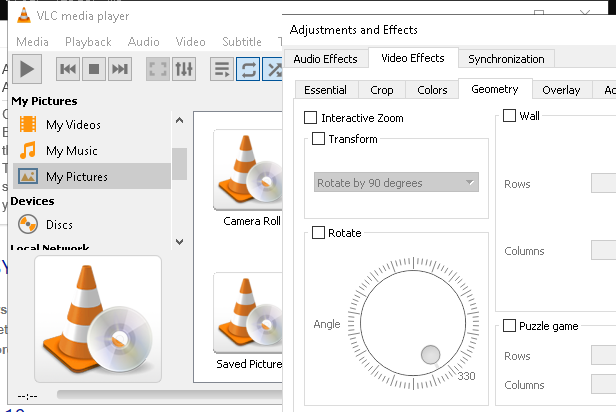 VLC media player
Media Playback Audio Video Subtitle
My Pictures
My Videos
My Music
My Pictures
Devices
Discs
Local Network
Camera Roll
Saved Picture
--:--
Adjustments and Effects
Audio Effects Video Effects Synchronization
Essential Crop Colors Geometry Overlay
Interactive Zoom
Transform
Rotate by 90 degrees
Rotate
Angle
330
Wall
Rows
Columns
Puzzle game
Rows
Columns